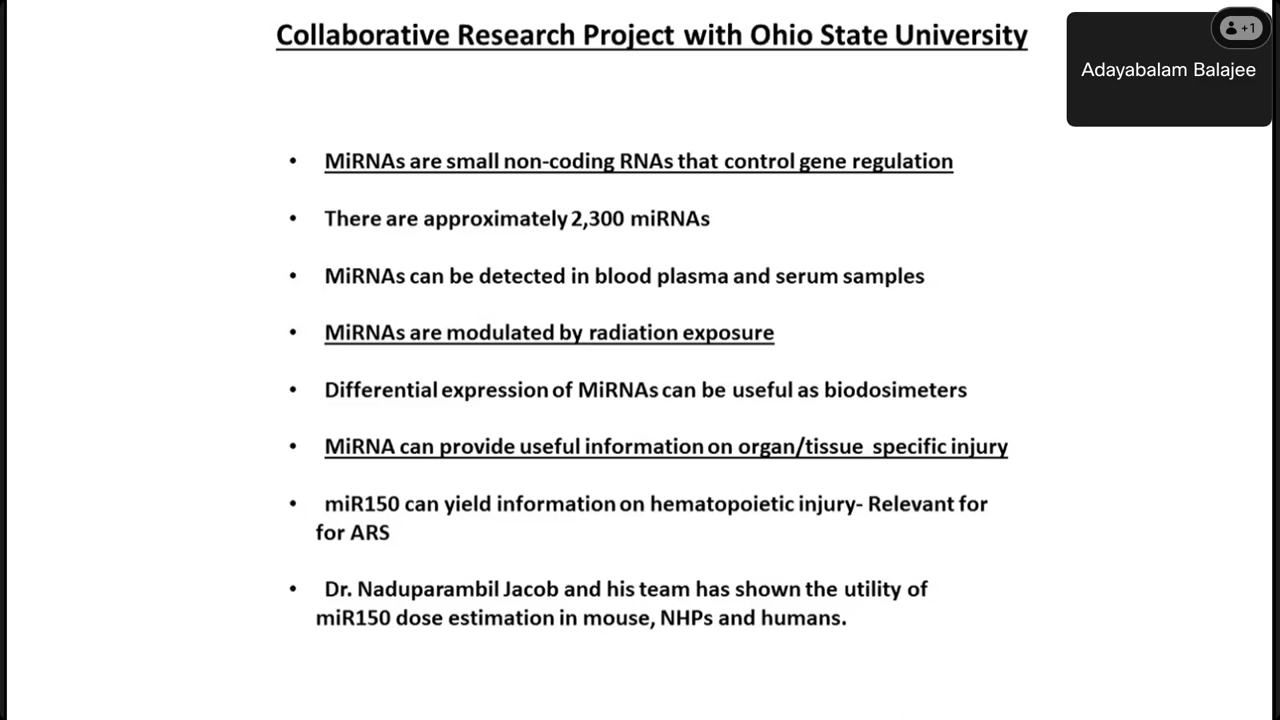 Collaborative Research Project with Ohio State University
+1
Adayabalam Balajee
• MiRNAs are small non-coding RNAs that control gene regulation
• There are approximately 2,300 miRNAs
• MiRNAs can be detected in blood plasma and serum samples
• MiRNAs are modulated by radiation exposure
• Differential expression of MiRNAs can be useful as biodosimeters
• MiRNA can provide useful information on organ/tissue specific injury
• miR150 can yield information on hematopoietic injury- Relevant for
for ARS
• Dr. Naduparambil Jacob and his team has shown the utility of
miR150 dose estimation in mouse, NHPs and humans.